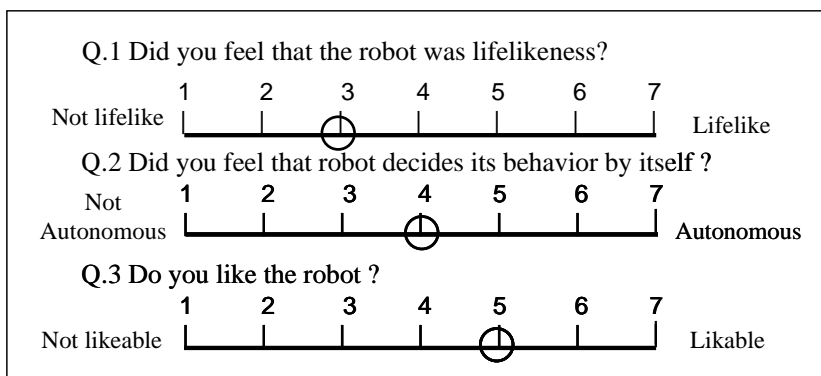 Q.1 Did you feel that the robot was lifelikeness?
1 2 3 4 5 6 7
Not lifelike Lifelike
Q.2 Did you feel that robot decides its behavior by itself ?
1 2 3 4 5 6 7
Not
Autonomous Autonomous
Q.3 Do you like the robot ?
1 2 3 4 5 6 7
Not likeable Likable